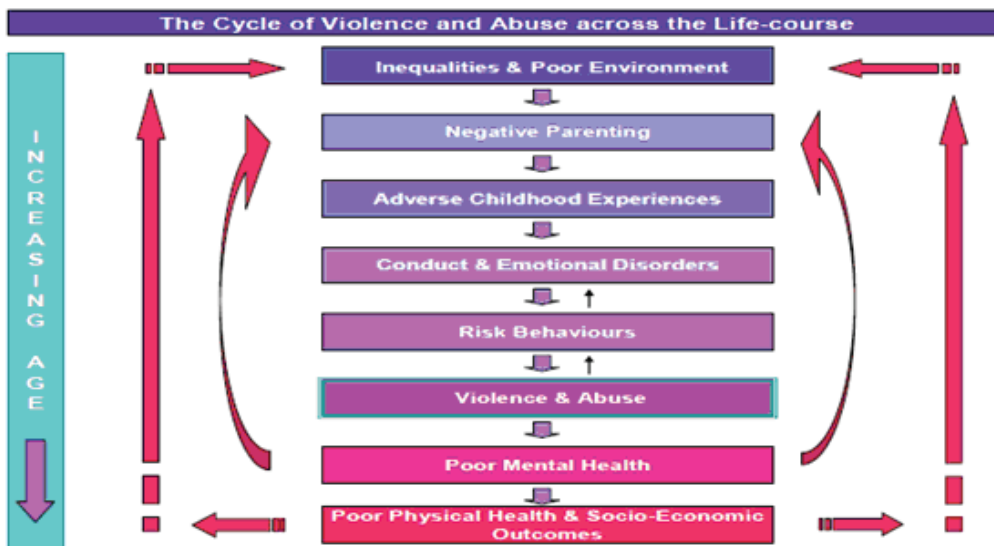 The Cycle of Violence and Abuse across the Life-course
INCREASING AGE
Inequalities & Poor Environment
Negative Parenting
Adverse Childhood Experiences
Conduct & Emotional Disorders
Risk Behaviours
Violence & Abuse
Poor Mental Health
Poor Physical Health & Socio-Economic
Outcomes